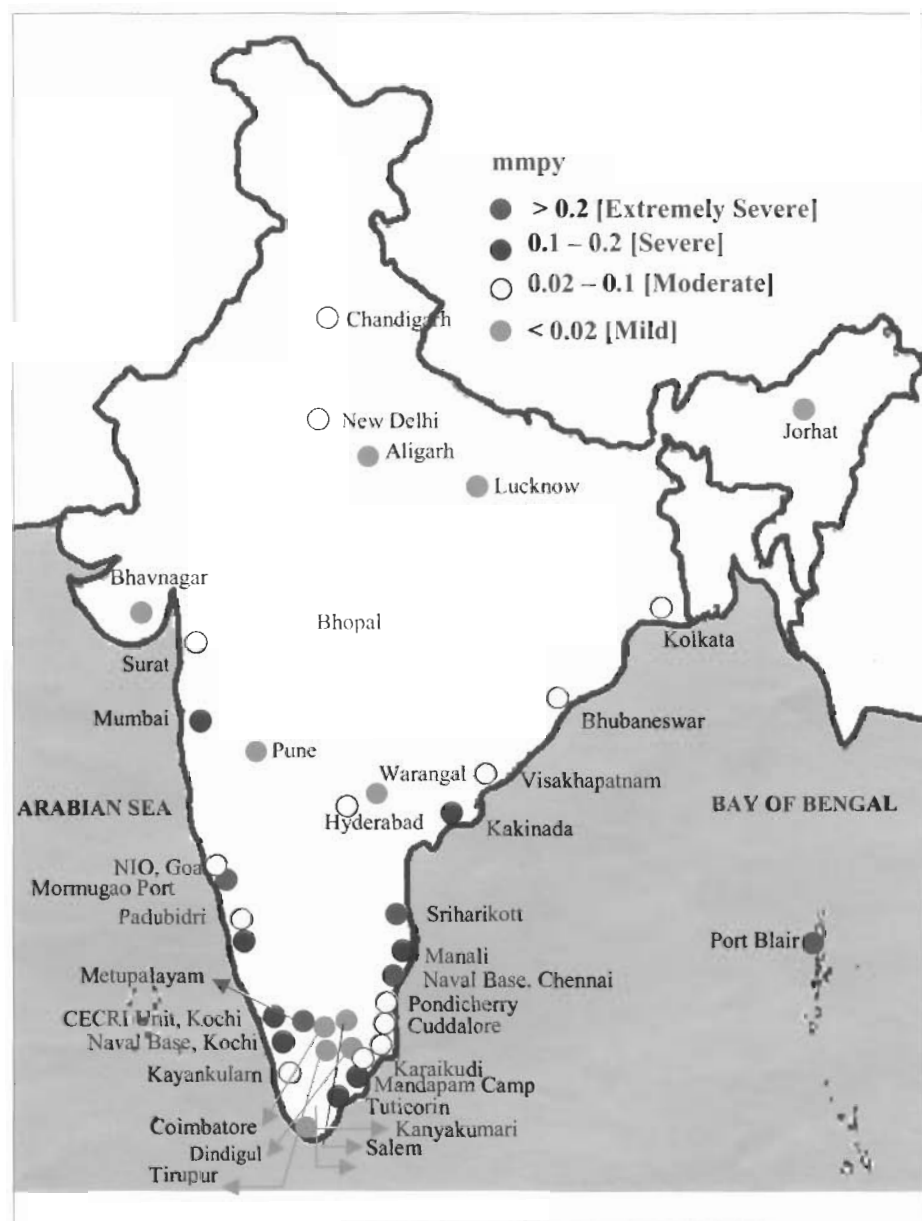 mmpy
> 0.2 [Extremely Severe]
0.1 – 0.2 [Severe]
0.02 – 0.1 [Moderate]
< 0.02 [Mild]
Chandigarh
New Delhi
Aligarh
Lucknow
Jorhat
Bhavnagar
Bhopal
Kolkata
Surat
Bhubaneswar
Mumbai
Pune
Warangal
Visakhapatnam
ARABIAN SEA
BAY OF BENGAL
Hyderabad
Kakinada
NIO, Goa
Mormugao Port
Padubidri
Sriharikott
Port Blair
Manali
Metupalayam
Naval Base, Chennai
Pondicherry
CECRI Unit, Kochi
Cuddalore
Naval Base, Kochi
Kayankulam
Karaikudi
Mandapam Camp
Tuticorin
Coimbatore
Kanyakumari
Dindigul
Salem
Tirupur